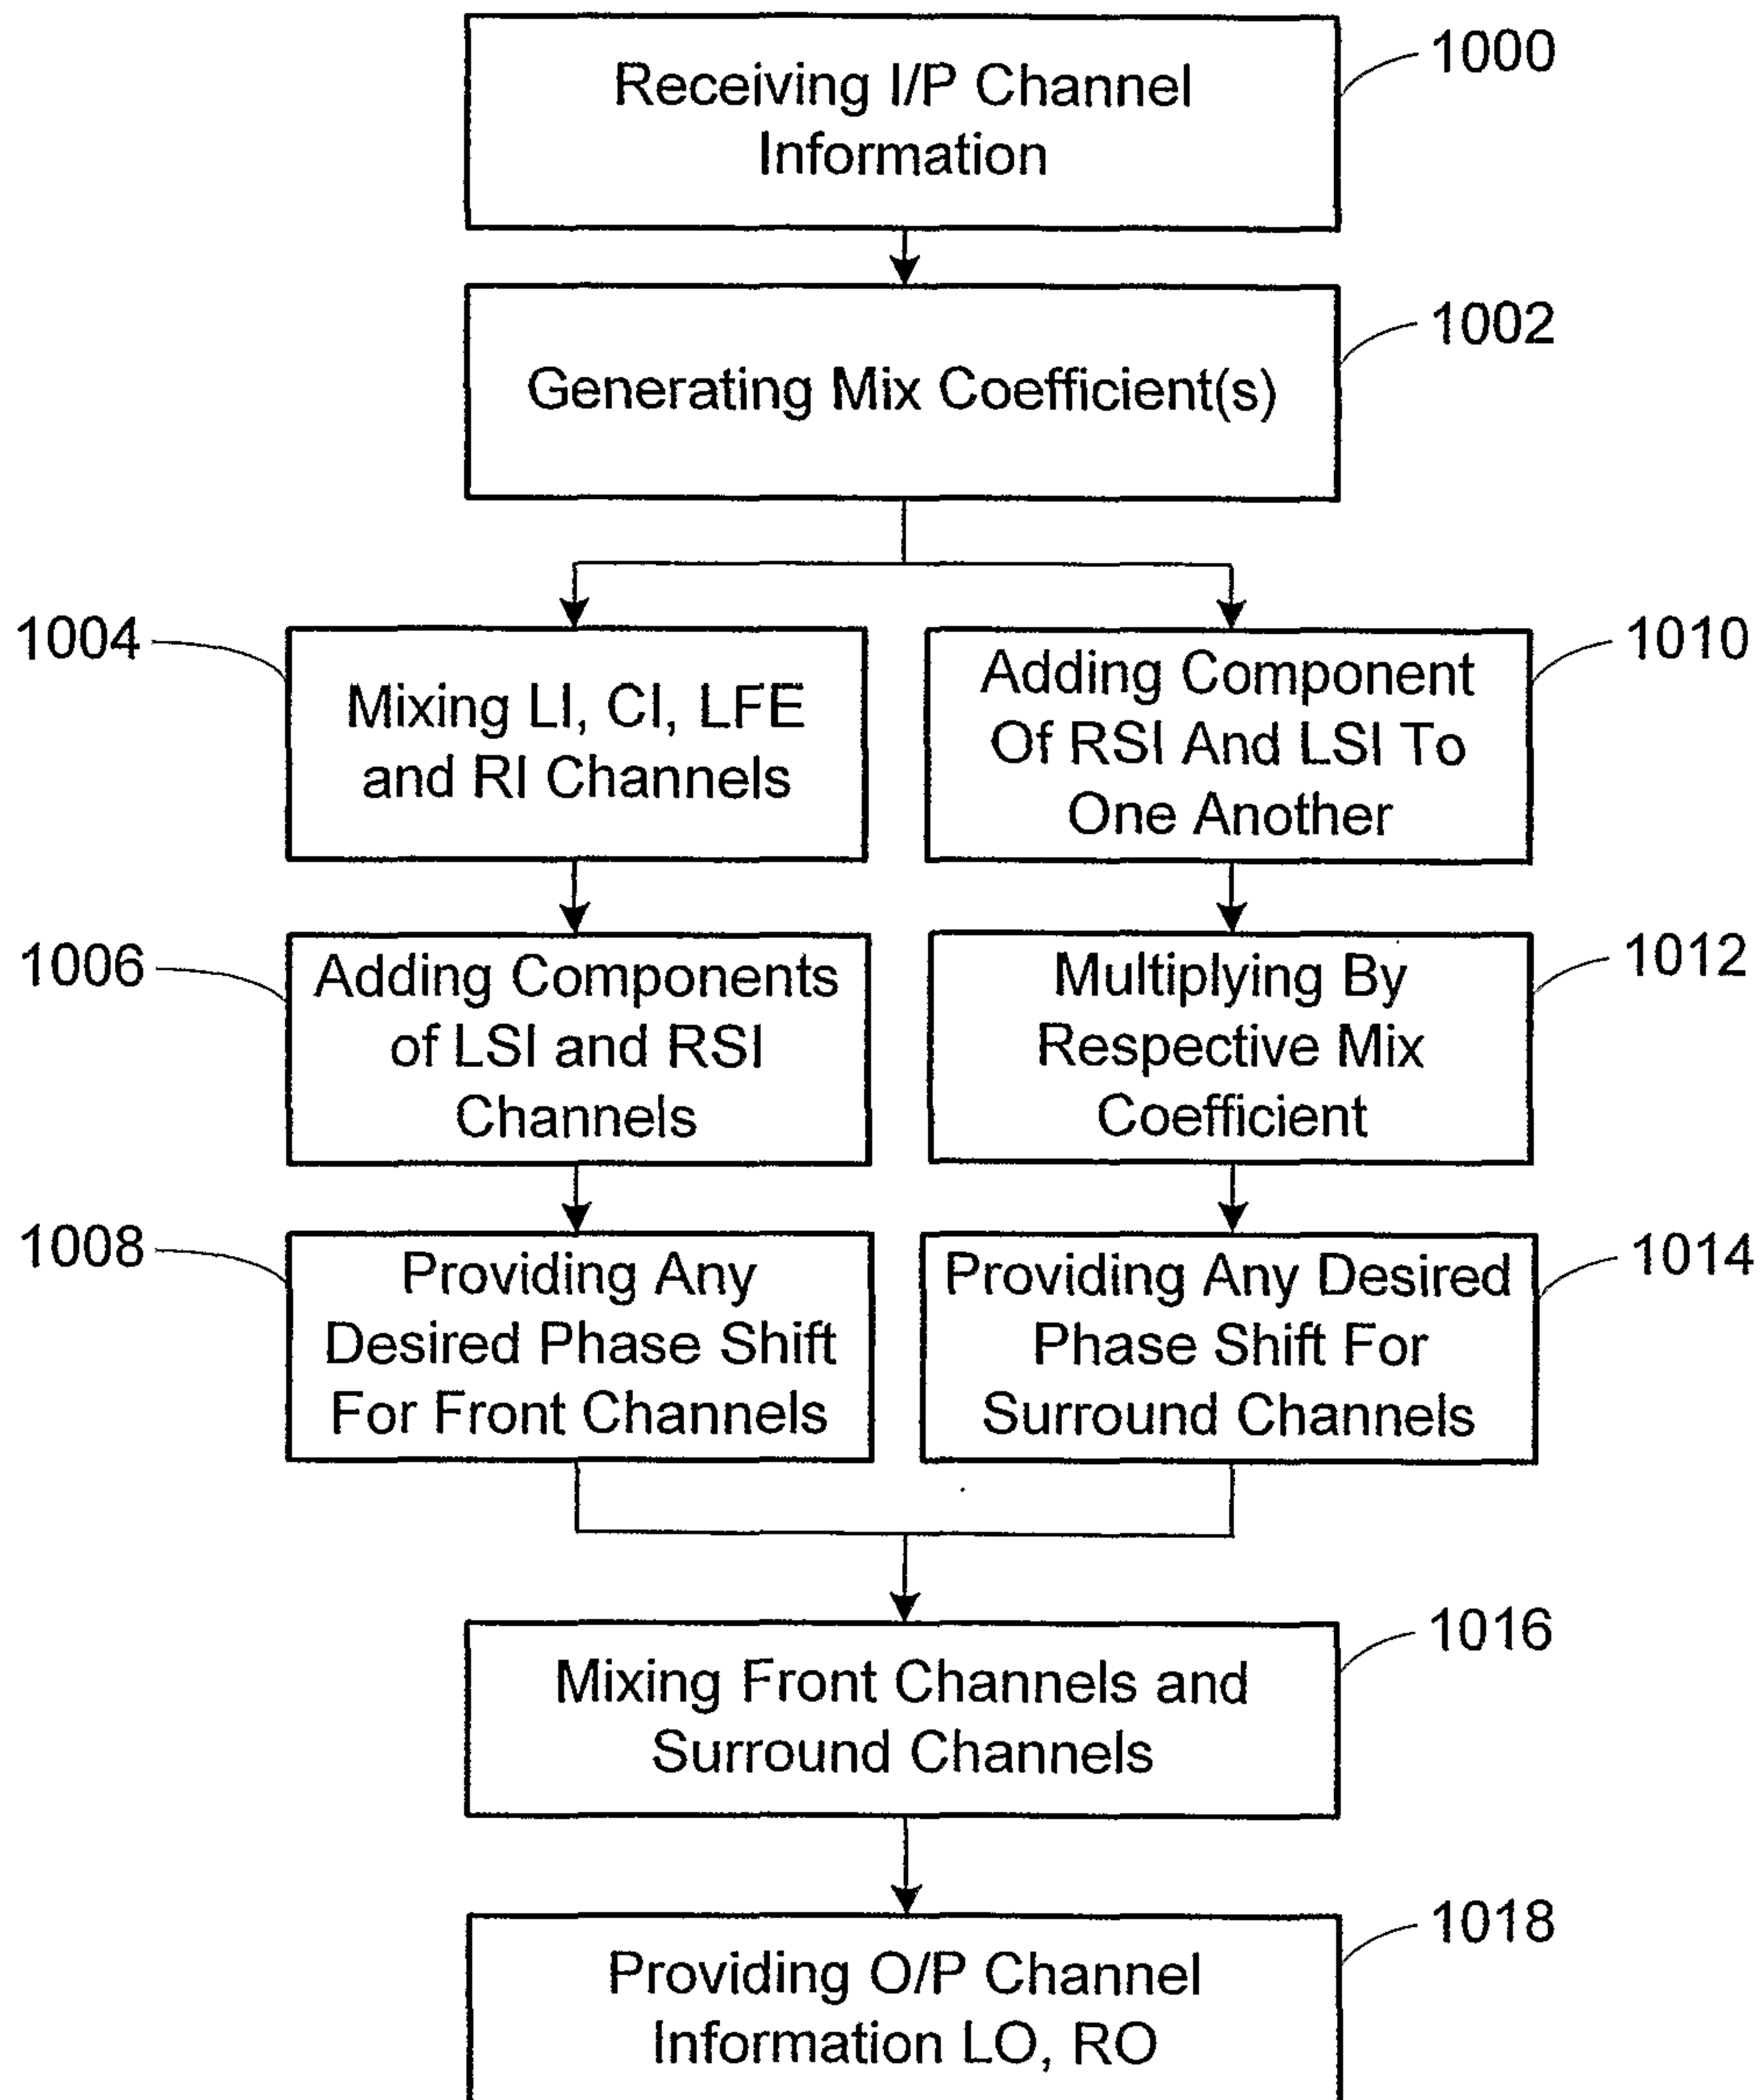 Receiving I/P Channel
Information
1000
Generating Mix Coefficient(s)
1002
1004
Mixing LI, CI, LFE
and RI Channels
Adding Component
Of RSI And LSI To
One Another
1010
1006
Adding Components
of LSI and RSI
Channels
Multiplying By
Respective Mix
Coefficient
1012
1008
Providing Any
Desired Phase Shift
For Front Channels
Providing Any Desired
Phase Shift For
Surround Channels
1014
Mixing Front Channels and
Surround Channels
1016
Providing O/P Channel
Information LO, RO
1018